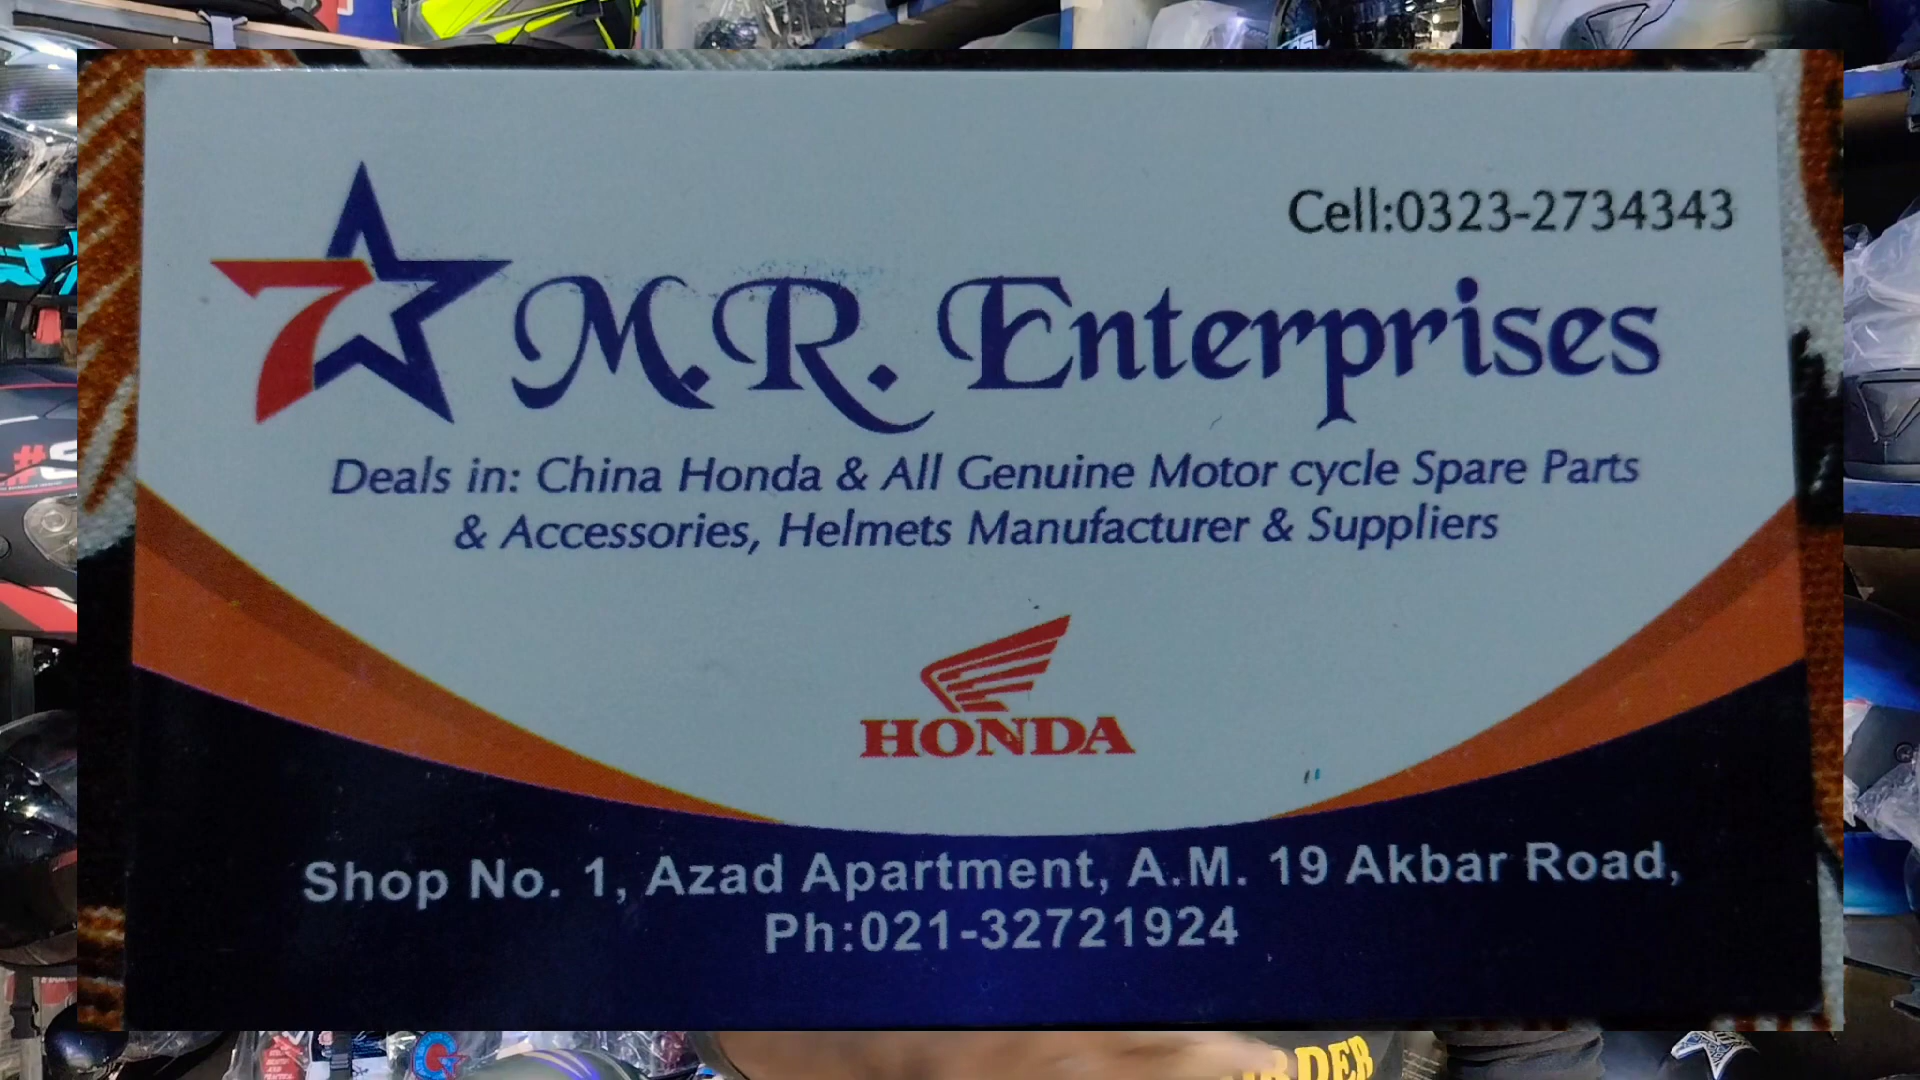 Cell:0323-2734343
7 M.R. Enterprises
Deals in: China Honda & All Genuine Motor cycle Spare Parts
& Accessories, Helmets Manufacturer & Suppliers
HONDA
Shop No. 1, Azad Apartment, A.M. 19 Akbar Road,
Ph:021-32721924